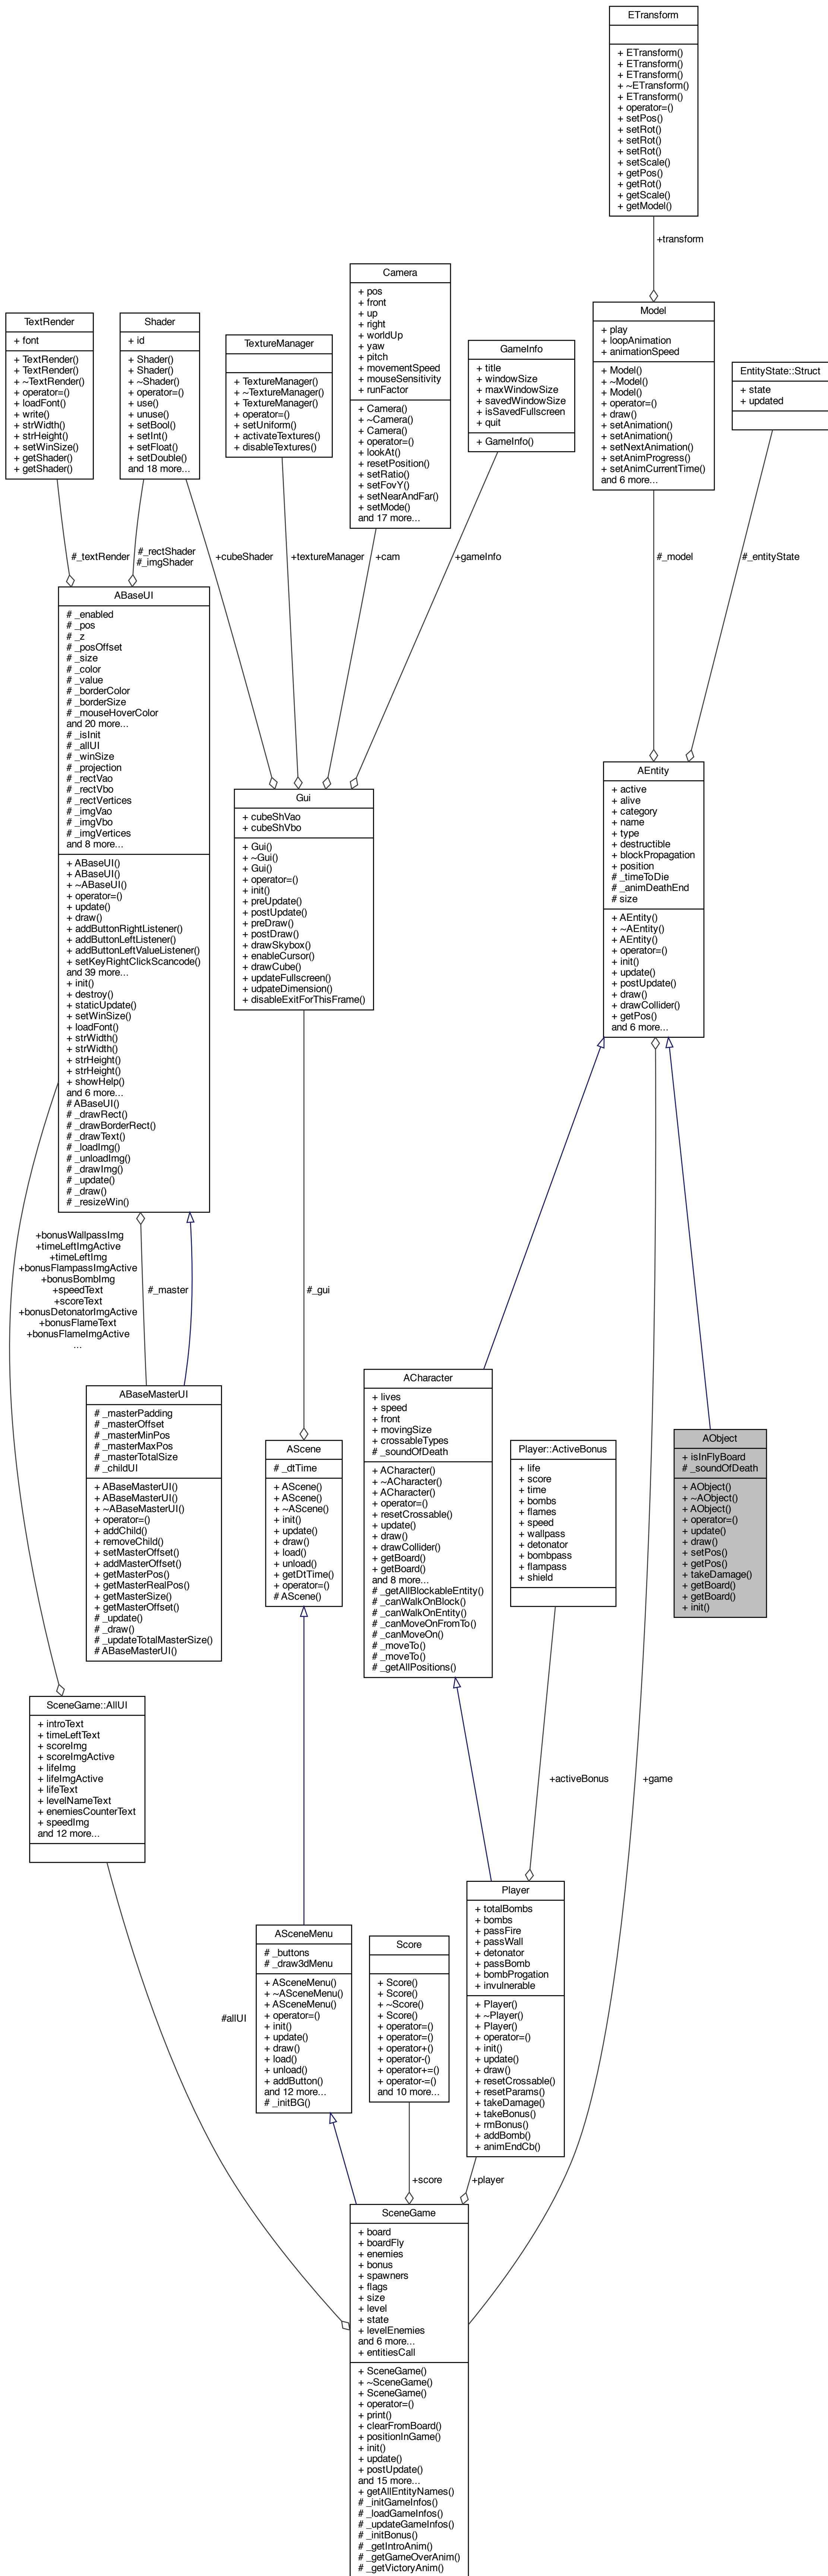 ETransform
+ ETransform()
+ ETransform()
+ ETransform()
+ ~ETransform()
+ ETransform()
+ operator=()
+ setPos()
+ setRot()
+ setRot()
+ setRot()
+ setScale()
+ getPos()
+ getRot()
+ getScale()
+ getModel()
+transform
TextRender
+ font
+ TextRender()
+ TextRender()
+ ~TextRender()
+ operator=()
+ loadFont()
+ write()
+ strWidth()
+ strHeight()
+ setWinSize()
+ getShader()
+ getShader()
Shader
+ id
+ Shader()
+ Shader()
+ ~Shader()
+ operator=()
+ use()
+ unuse()
+ setBool()
+ setInt()
+ setFloat()
+ setDouble()
and 18 more...
TextureManager
+ TextureManager()
+ ~TextureManager()
+ TextureManager()
+ operator=()
+ setUniform()
+ activateTextures()
+ disableTextures()
Camera
+ pos
+ front
+ up
+ right
+ worldUp
+ yaw
+ pitch
+ movementSpeed
+ mouseSensitivity
+ runFactor
+ Camera()
+ ~Camera()
+ Camera()
+ operator=()
+ lookAt()
+ resetPosition()
+ setRatio()
+ setFovY()
+ setNearAndFar()
+ setMode()
and 17 more...
GameInfo
+ title
+ windowSize
+ maxWindowSize
+ savedWindowSize
+ isSavedFullscreen
+ quit
+ GameInfo()
Model
+ play
+ loopAnimation
+ animationSpeed
+ Model()
+ ~Model()
+ Model()
+ operator=()
+ draw()
+ setAnimation()
+ setAnimation()
+ setNextAnimation()
+ setAnimProgress()
+ setAnimCurrentTime()
and 6 more...
EntityState::Struct
+ state
+ updated
#_textRender
#_rectShader
#_imgShader
+cubeShader
+textureManager
+cam
+gameInfo
#_model
#_entityState
ABaseUI
# _enabled
# _pos
# _z
# _posOffset
# _size
# _color
# _value
# _borderColor
# _borderSize
# _mouseHoverColor
and 20 more...
# _isInit
# _allUI
# _winSize
# _projection
# _rectVao
# _rectVbo
# _rectVertices
# _imgVao
# _imgVbo
# _imgVertices
and 8 more...
+ ABaseUI()
+ ABaseUI()
+ ~ABaseUI()
+ operator=()
+ update()
+ draw()
+ addButtonRightListener()
+ addButtonLeftListener()
+ addButtonLeftValueListener()
+ setKeyRightClickScancode()
and 39 more...
+ init()
+ destroy()
+ staticUpdate()
+ setWinSize()
+ loadFont()
+ strWidth()
+ strWidth()
+ strHeight()
+ strHeight()
+ showHelp()
and 6 more...
# ABaseUI()
# _drawRect()
# _drawBorderRect()
# _drawText()
# _loadImg()
# _unloadImg()
# _drawImg()
# _update()
# _draw()
# _resizeWin()
Gui
+ cubeShVao
+ cubeShVbo
+ Gui()
+ ~Gui()
+ Gui()
+ operator=()
+ init()
+ preUpdate()
+ postUpdate()
+ preDraw()
+ postDraw()
+ drawSkybox()
+ enableCursor()
+ drawCube()
+ updateFullscreen()
+ udpateDimension()
+ disableExitForThisFrame()
AEntity
+ active
+ alive
+ category
+ name
+ type
+ destructible
+ blockPropagation
+ position
# _timeToDie
# _animDeathEnd
# size
+ AEntity()
+ ~AEntity()
+ AEntity()
+ operator=()
+ init()
+ update()
+ postUpdate()
+ draw()
+ drawCollider()
+ getPos()
and 6 more...
+bonusWallpassImg
+timeLeftImgActive
+timeLeftImg
+bonusFlampassImgActive
+bonusBombImg
+speedText
+scoreText
+bonusDetonatorImgActive
+bonusFlameText
+bonusFlameImgActive
...
#_master
#_gui
ABaseMasterUI
# _masterPadding
# _masterOffset
# _masterMinPos
# _masterMaxPos
# _masterTotalSize
# _childUI
+ ABaseMasterUI()
+ ABaseMasterUI()
+ ~ABaseMasterUI()
+ operator=()
+ addChild()
+ removeChild()
+ setMasterOffset()
+ addMasterOffset()
+ getMasterPos()
+ getMasterRealPos()
+ getMasterSize()
+ getMasterOffset()
# _update()
# _draw()
# _updateTotalMasterSize()
# ABaseMasterUI()
AScene
# _dtTime
+ AScene()
+ AScene()
+ ~AScene()
+ init()
+ update()
+ draw()
+ load()
+ unload()
+ getDtTime()
+ operator=()
# AScene()
ACharacter
+ lives
+ speed
+ front
+ movingSize
+ crossableTypes
# _soundOfDeath
+ ACharacter()
+ ~ACharacter()
+ ACharacter()
+ operator=()
+ resetCrossable()
+ update()
+ draw()
+ drawCollider()
+ getBoard()
+ getBoard()
and 8 more...
# _getAllBlockableEntity()
# _canWalkOnBlock()
# _canWalkOnEntity()
# _canMoveOnFromTo()
# _canMoveOn()
# _moveTo()
# _moveTo()
# _getAllPositions()
Player::ActiveBonus
+ life
+ score
+ time
+ bombs
+ flames
+ speed
+ wallpass
+ detonator
+ bombpass
+ flampass
+ shield
AObject
+ isInFlyBoard
# _soundOfDeath
+ AObject()
+ ~AObject()
+ AObject()
+ operator=()
+ update()
+ draw()
+ setPos()
+ getPos()
+ takeDamage()
+ getBoard()
+ getBoard()
+ init()
SceneGame::AllUI
+ introText
+ timeLeftText
+ scoreImg
+ scoreImgActive
+ lifeImg
+ lifeImgActive
+ lifeText
+ levelNameText
+ enemiesCounterText
+ speedImg
and 12 more...
+activeBonus
+game
#allUI
ASceneMenu
# _buttons
# _draw3dMenu
+ ASceneMenu()
+ ~ASceneMenu()
+ ASceneMenu()
+ operator=()
+ init()
+ update()
+ draw()
+ load()
+ unload()
+ addButton()
and 12 more...
# _initBG()
Score
+ Score()
+ Score()
+ ~Score()
+ Score()
+ operator=()
+ operator=()
+ operator+()
+ operator-()
+ operator+=()
+ operator-=()
and 10 more...
Player
+ totalBombs
+ bombs
+ passFire
+ passWall
+ detonator
+ passBomb
+ bombProgation
+ invulnerable
+ Player()
+ ~Player()
+ Player()
+ operator=()
+ init()
+ update()
+ draw()
+ resetCrossable()
+ resetParams()
+ takeDamage()
+ takeBonus()
+ rmBonus()
+ addBomb()
+ animEndCb()
+score
+player
SceneGame
+ board
+ boardFly
+ enemies
+ bonus
+ spawners
+ flags
+ size
+ level
+ state
+ levelEnemies
and 6 more...
+ entitiesCall
+ SceneGame()
+ ~SceneGame()
+ SceneGame()
+ operator=()
+ print()
+ clearFromBoard()
+ positionInGame()
+ init()
+ update()
+ postUpdate()
and 15 more...
+ getAllEntityNames()
# _initGameInfos()
# _loadGameInfos()
# _updateGameInfos()
# _initBonus()
# _getIntroAnim()
# _getGameOverAnim()
# _getVictoryAnim()